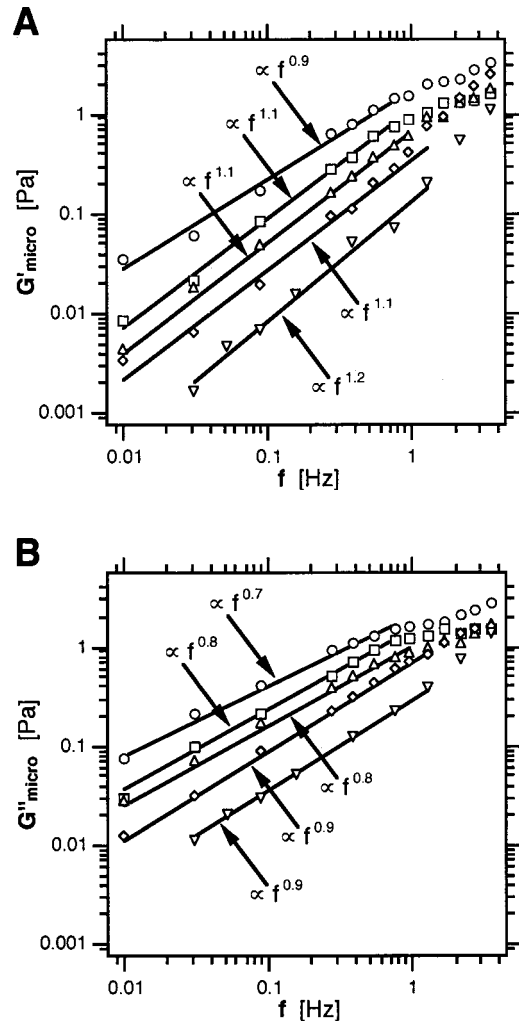 A
∝ f^0.9
∝ f^1.1
∝ f^1.1
∝ f^1.1
∝ f^1.2
1
0.1
0.01
0.001
G'micro [Pa]
0.01 0.1 1
f [Hz]
B
∝ f^0.7
∝ f^0.8
∝ f^0.8
∝ f^0.9
∝ f^0.9
1
0.1
0.01
0.001
G''micro [Pa]
0.01 0.1 1
f [Hz]